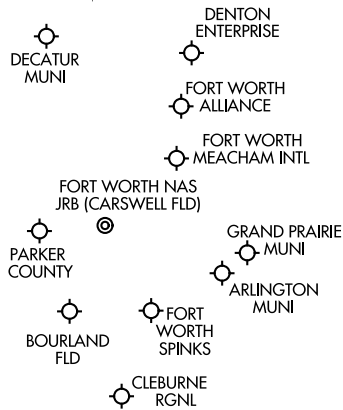 DENTON
ENTERPRISE
DECATUR
MUNI
FORT WORTH
ALLIANCE
FORT WORTH
MEACHAM INTL
FORT WORTH NAS
JRB (CARSWELL FLD)
GRAND PRAIRIE
MUNI
PARKER
COUNTY
ARLINGTON
MUNI
BOURLAND
FLD
FORT
WORTH
SPINKS
CLEBURNE
RGNL